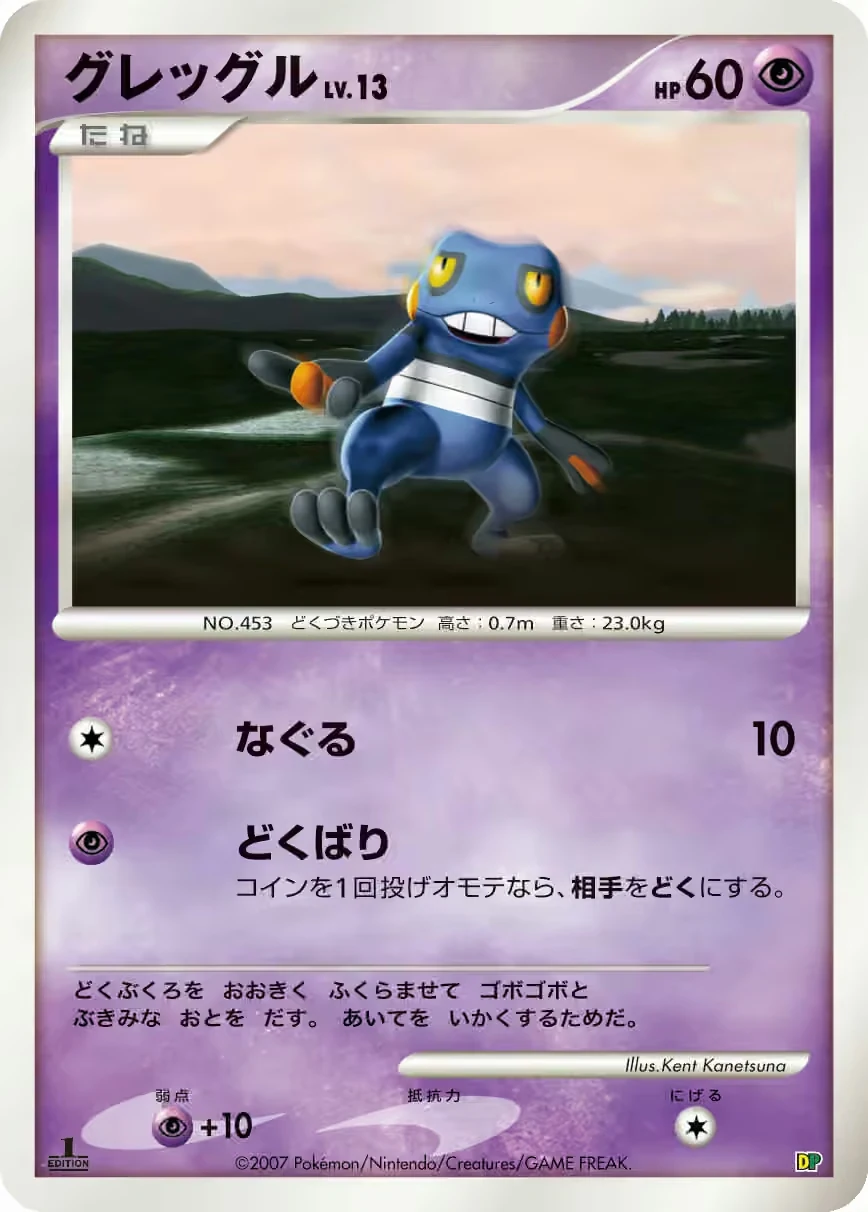 グレッグル LV.13 HP 60
たね
NO.453 どくづきポケモン 高さ：0.7m 重さ：23.0kg
なぐる 10
どくばり
コインを1回投げオモテなら、相手をどくにする。
どくぶくろを おおきく ふくらませて ゴボゴボと
ぶきみな おとを だす。 あいてを いかくするためだ。
Illus.Kent Kanetsuna
弱点 抵抗力 にげる
+10
1 EDITION
©2007 Pokémon/Nintendo/Creatures/GAME FREAK.
DP